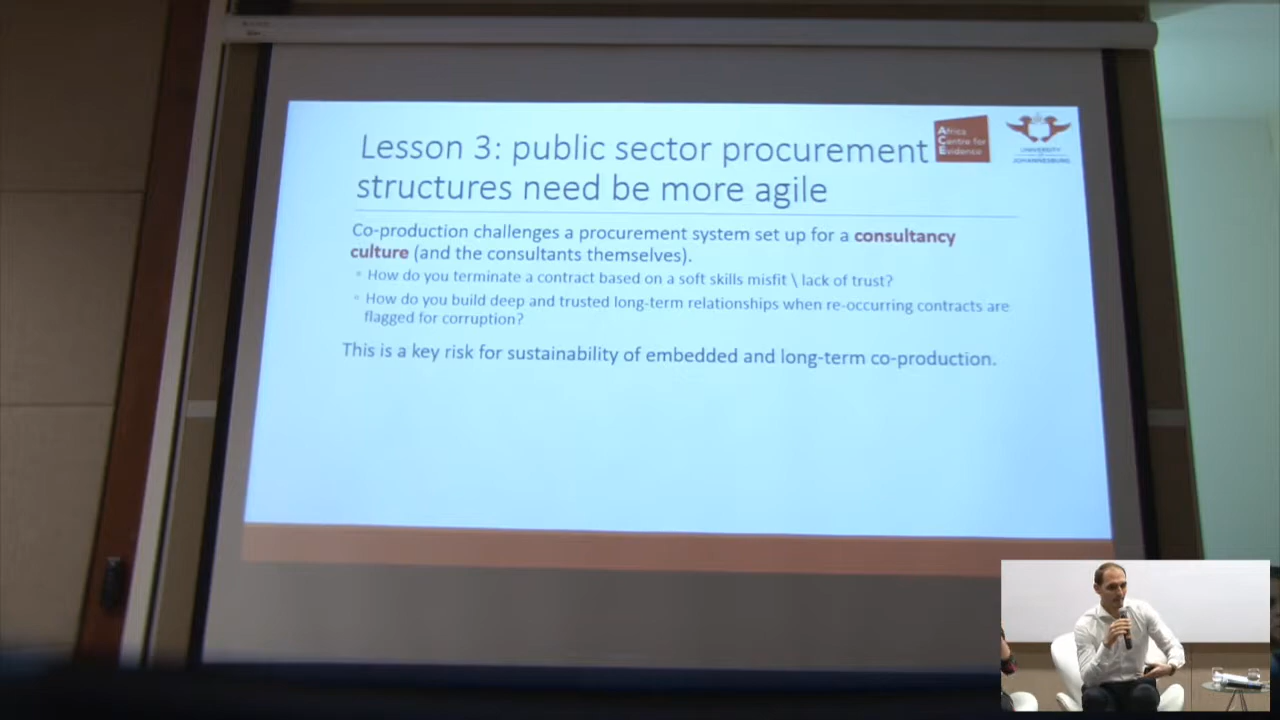 Lesson 3: public sector procurement
structures need be more agile
Africa
Centre for
Evidence
UNIVERSITY
OF
JOHANNESBURG
Co-production challenges a procurement system set up for a consultancy
culture (and the consultants themselves).
How do you terminate a contract based on a soft skills misfit \ lack of trust?
How do you build deep and trusted long-term relationships when re-occurring contracts are
flagged for corruption?
This is a key risk for sustainability of embedded and long-term co-production.